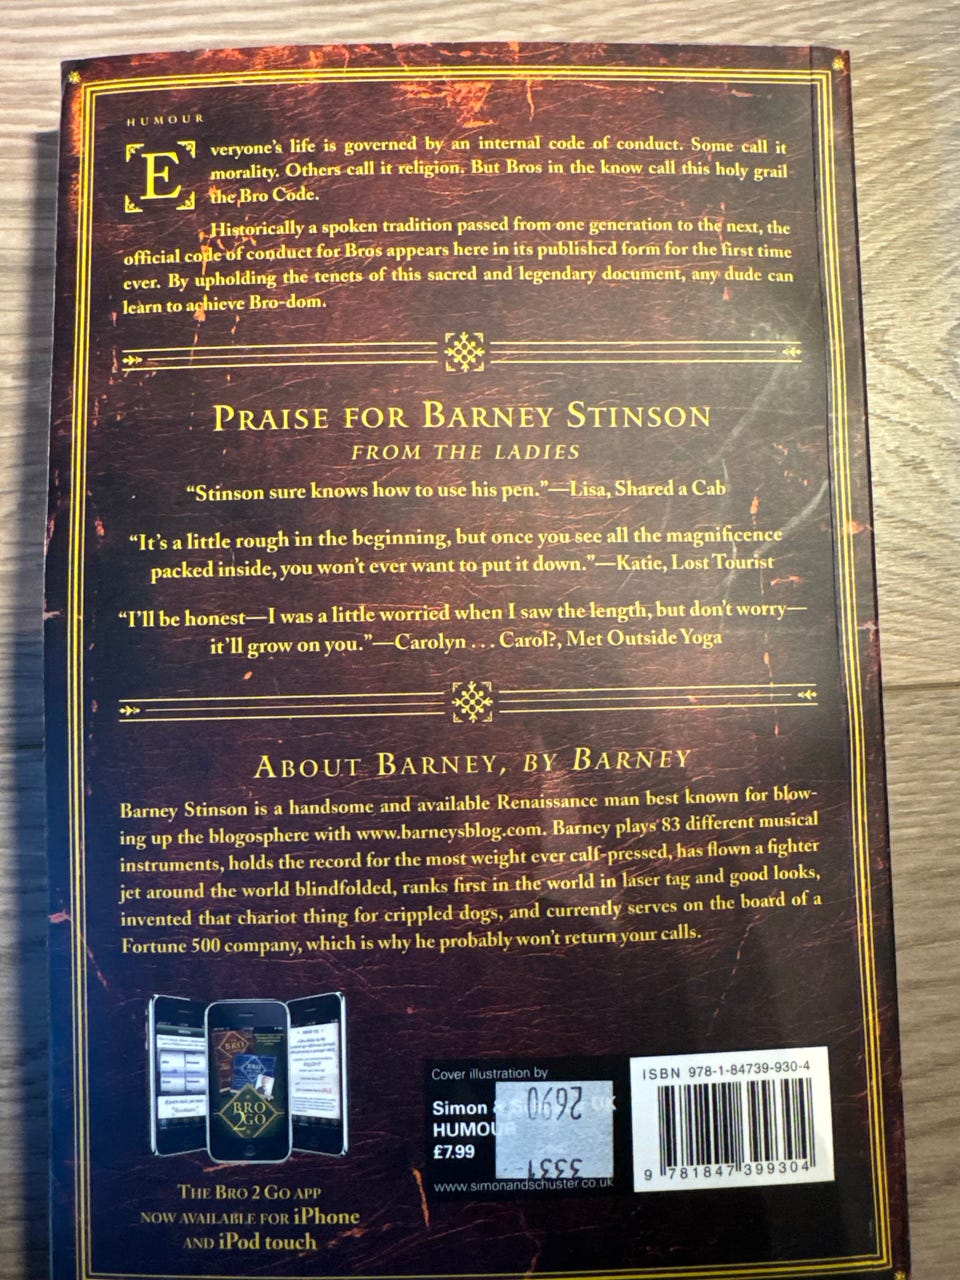 HUMOUR
Everyone's life is governed by an internal code of conduct. Some call it
morality. Others call it religion. But Bros in the know call this holy grail
the Bro Code.
Historically a spoken tradition passed from one generation to the next, the
official code of conduct for Bros appears here in its published form for the first time
ever. By upholding the tenets of this sacred and legendary document, any dude can
learn to achieve Bro-dom.
PRAISE FOR BARNEY STINSON
FROM THE LADIES
“Stinson sure knows how to use his pen.”—Lisa, Shared a Cab
“It's a little rough in the beginning, but once you see all the magnificence
packed inside, you won't ever want to put it down.”—Katie, Lost Tourist
“I'll be honest—I was a little worried when I saw the length, but don't worry—
it'll grow on you.”—Carolyn . . . Carol?, Met Outside Yoga
ABOUT BARNEY, BY BARNEY
Barney Stinson is a handsome and available Renaissance man best known for blow-
ing up the blogosphere with www.barneysblog.com. Barney plays 83 different musical
instruments, holds the record for the most weight ever calf-pressed, has flown a fighter
jet around the world blindfolded, ranks first in the world in laser tag and good looks,
invented that chariot thing for crippled dogs, and currently serves on the board of a
Fortune 500 company, which is why he probably won't return your calls.
BRO
2
GO
THE BRO 2 GO APP
NOW AVAILABLE FOR iPhone
AND iPod touch
Cover illustration by
Simon & UK
HUMOUR
£7.99
www.simonandschuster.co.uk
2690
3331
ISBN 978-1-84739-930-4
9 781847 399304